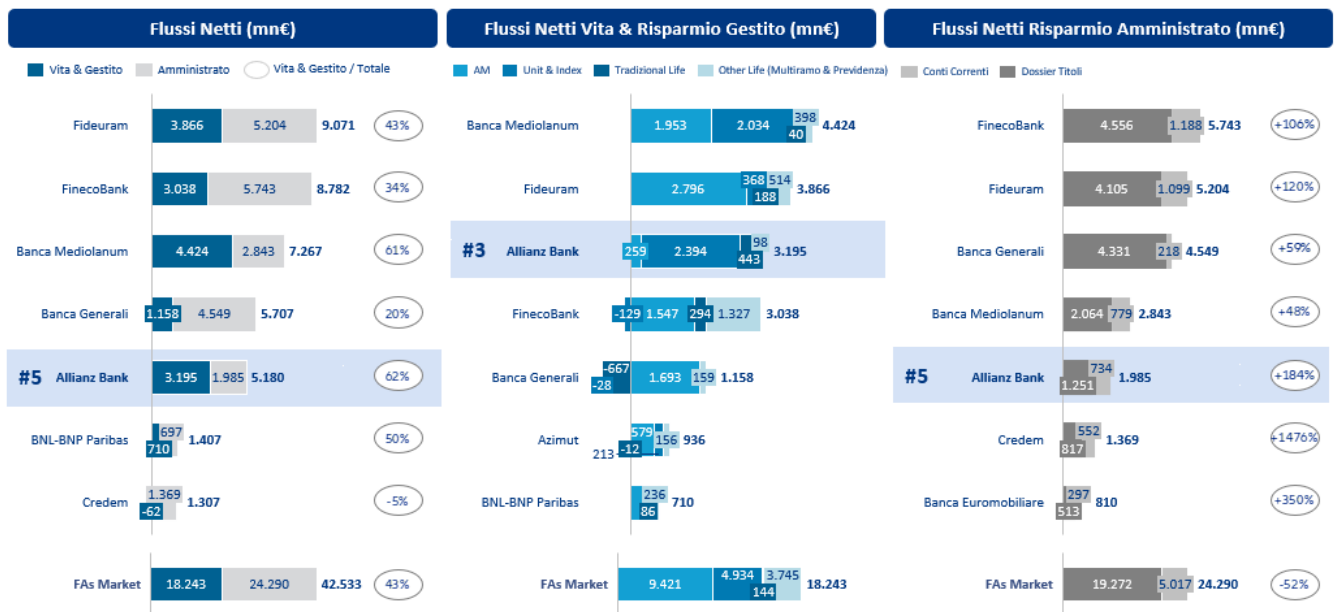 Flussi Netti (mn€)
Vita & Gestito Amministrato Vita & Gestito / Totale
Fideuram 3.866 5.204 9.071 43%
FinecoBank 3.038 5.743 8.782 34%
Banca Mediolanum 4.424 2.843 7.267 61%
Banca Generali 1.158 4.549 5.707 20%
#5 Allianz Bank 3.195 1.985 5.180 62%
BNL-BNP Paribas 697 710 1.407 50%
Credem 1.369 -62 1.307 -5%
FAs Market 18.243 24.290 42.533 43%
Flussi Netti Vita & Risparmio Gestito (mn€)
AM Unit & Index Tradizional Life Other Life (Multiramo & Previdenza)
Banca Mediolanum 1.953 2.034 40 398 4.424
Fideuram 2.796 368 188 514 3.866
#3 Allianz Bank 259 2.394 443 98 3.195
FinecoBank -129 1.547 294 1.327 3.038
Banca Generali -667 -28 1.693 159 1.158
Azimut 579 -12 213 156 936
BNL-BNP Paribas 236 86 710
FAs Market 9.421 4.934 144 3.745 18.243
Flussi Netti Risparmio Amministrato (mn€)
Conti Correnti Dossier Titoli
FinecoBank 4.556 1.188 5.743 +106%
Fideuram 4.105 1.099 5.204 +120%
Banca Generali 4.331 218 4.549 +59%
Banca Mediolanum 2.064 779 2.843 +48%
#5 Allianz Bank 734 1.251 1.985 +184%
Credem 552 817 1.369 +1476%
Banca Euromobiliare 297 513 810 +350%
FAs Market 19.272 5.017 24.290 -52%